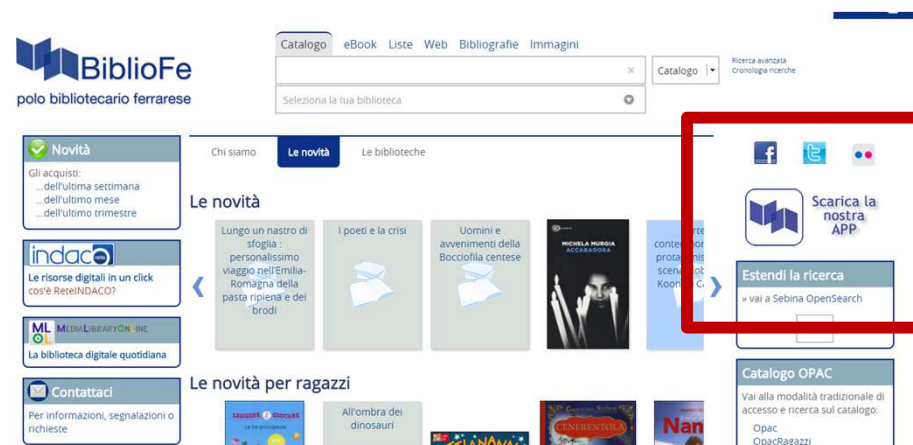 Catalogo eBook Liste Web Bibliografie Immagini
BiblioFe
polo bibliotecario ferrarese
Catalogo
Ricerca avanzata
Cronologia ricerche
Seleziona la tua biblioteca
Novità
Gli acquisti:
...dell'ultima settimana
...dell'ultimo mese
...dell'ultimo trimestre
indaco
Le risorse digitali in un click
cos'è ReteINDACO?
ML
OL
MEDIALIBRARYONLINE
La biblioteca digitale quotidiana
Contattaci
Per informazioni, segnalazioni o
richieste
Chi siamo Le novità Le biblioteche
Le novità
Lungo un nastro di
sfoglia :
personalissimo
viaggio nell'Emilia-
Romagna della
pasta ripiena e dei
brodi
I poeti e la crisi
Uomini e
avvenimenti della
Bocciofila centese
MICHELA MURGIA
ACCABADORA
Le novità per ragazzi
LEGGERE GIOCARE
All'ombra dei
dinosauri
CENERENTOLA
Nan
Scarica la
nostra
APP
Estendi la ricerca
» vai a Sebina OpenSearch
Catalogo OPAC
Vai alla modalità tradizionale di
accesso e ricerca sul catalogo:
Opac
OpacRagazzi